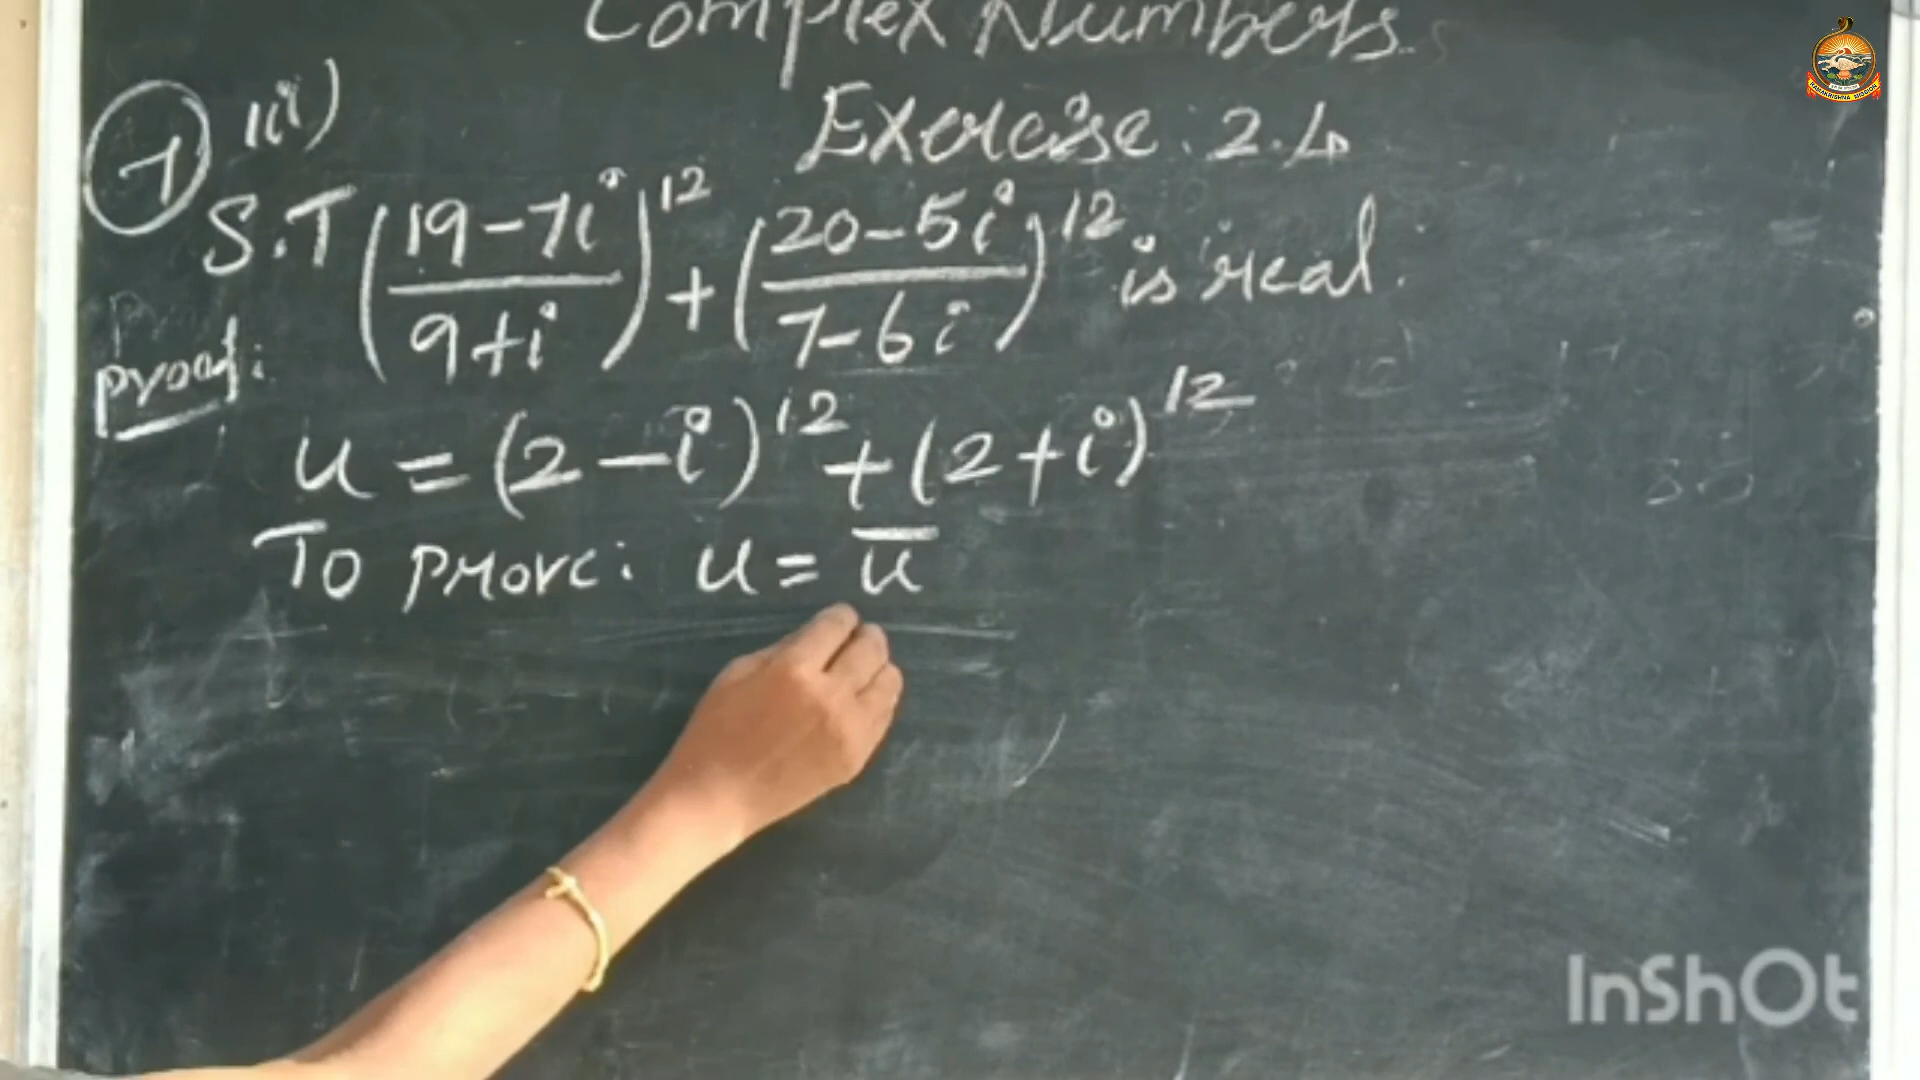 Complex Numbers
Exercise: 2.4
7 ii)
S.T (19-7i / 9+i)^12 + (20-5i / 7-6i)^12 is real.
Proof:
u = (2-i)^12 + (2+i)^12
To prove: u = ū
InShOt